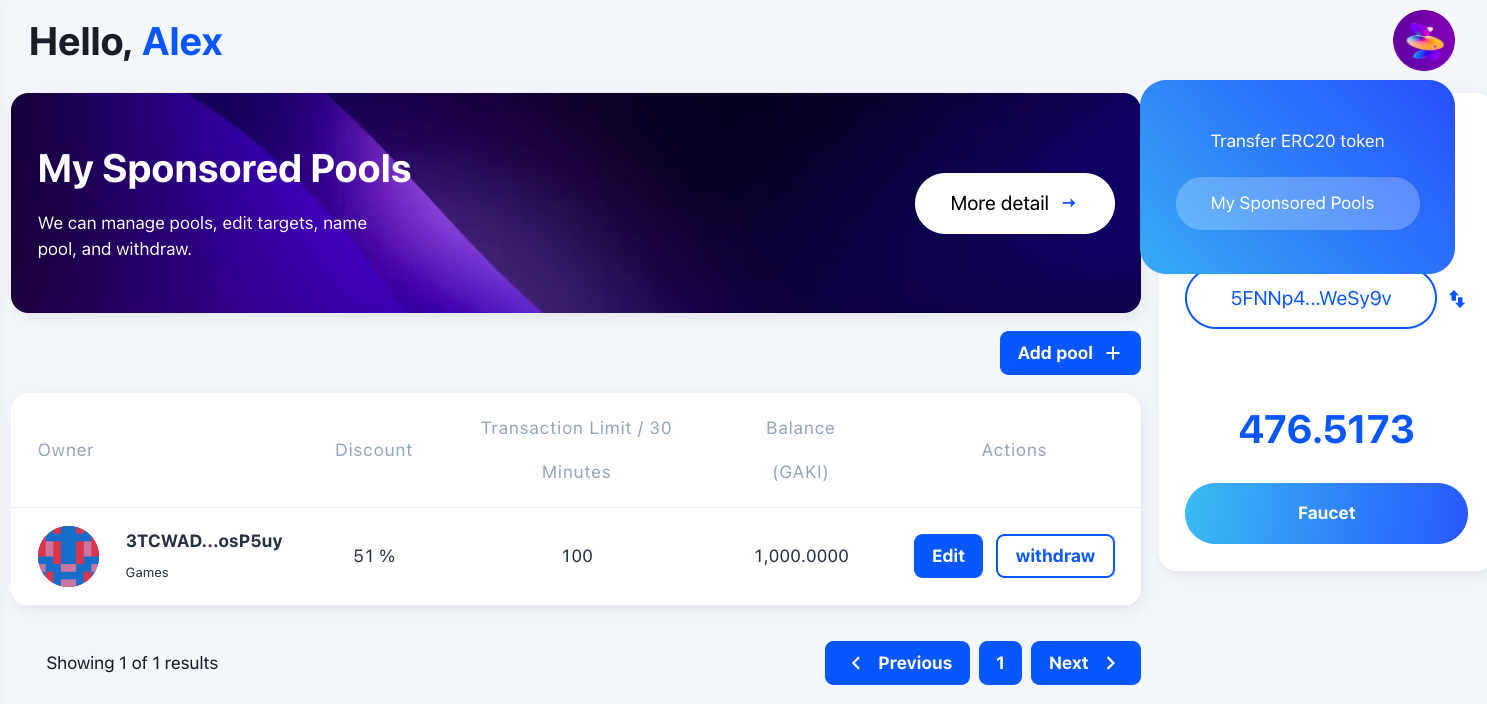 Hello, Alex
My Sponsored Pools
We can manage pools, edit targets, name
pool, and withdraw.
More detail
Transfer ERC20 token
My Sponsored Pools
5FNNp4...WeSy9v
476.5173
Faucet
Add pool
Owner
Discount
Transaction Limit / 30
Minutes
Balance
(GAKI)
Actions
3TCWAD...osP5uy
Games
51 %
100
1,000.0000
Edit
withdraw
Showing 1 of 1 results
Previous
1
Next